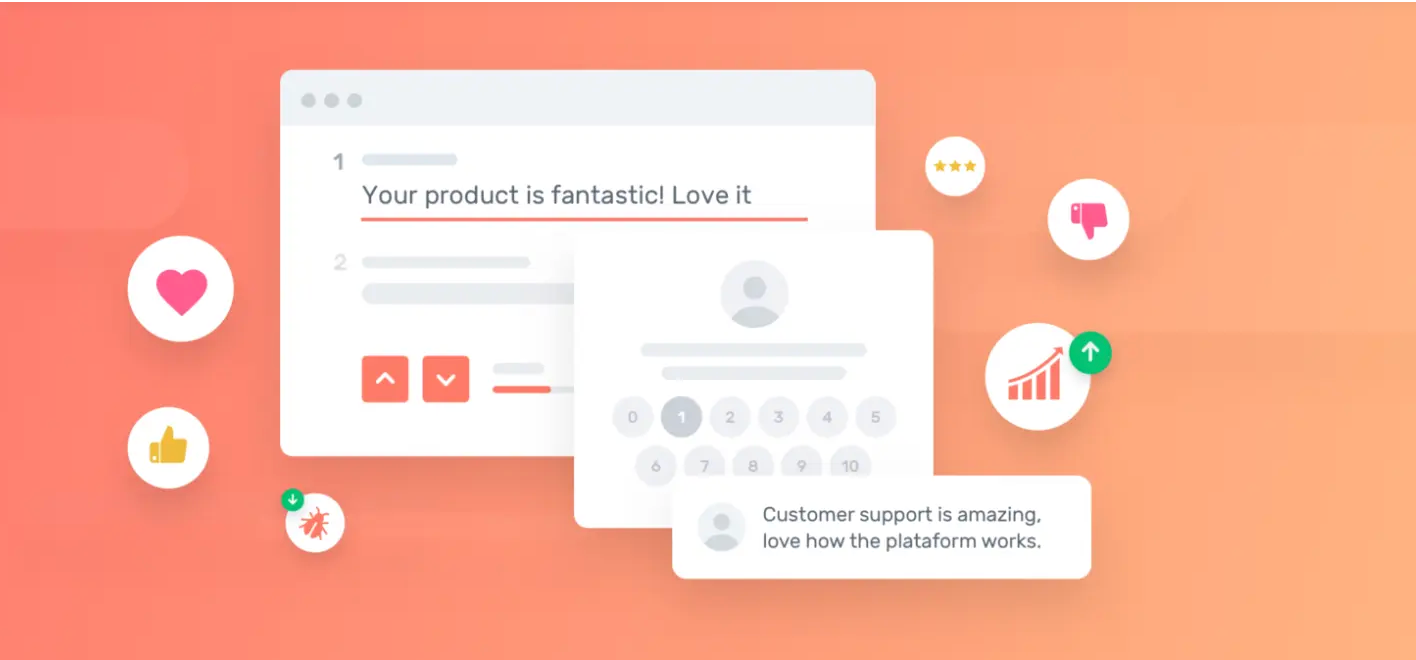 1
Your product is fantastic! Love it
2
0 1 2 3 4 5
6 7 8 9 10
Customer support is amazing,
love how the plataform works.